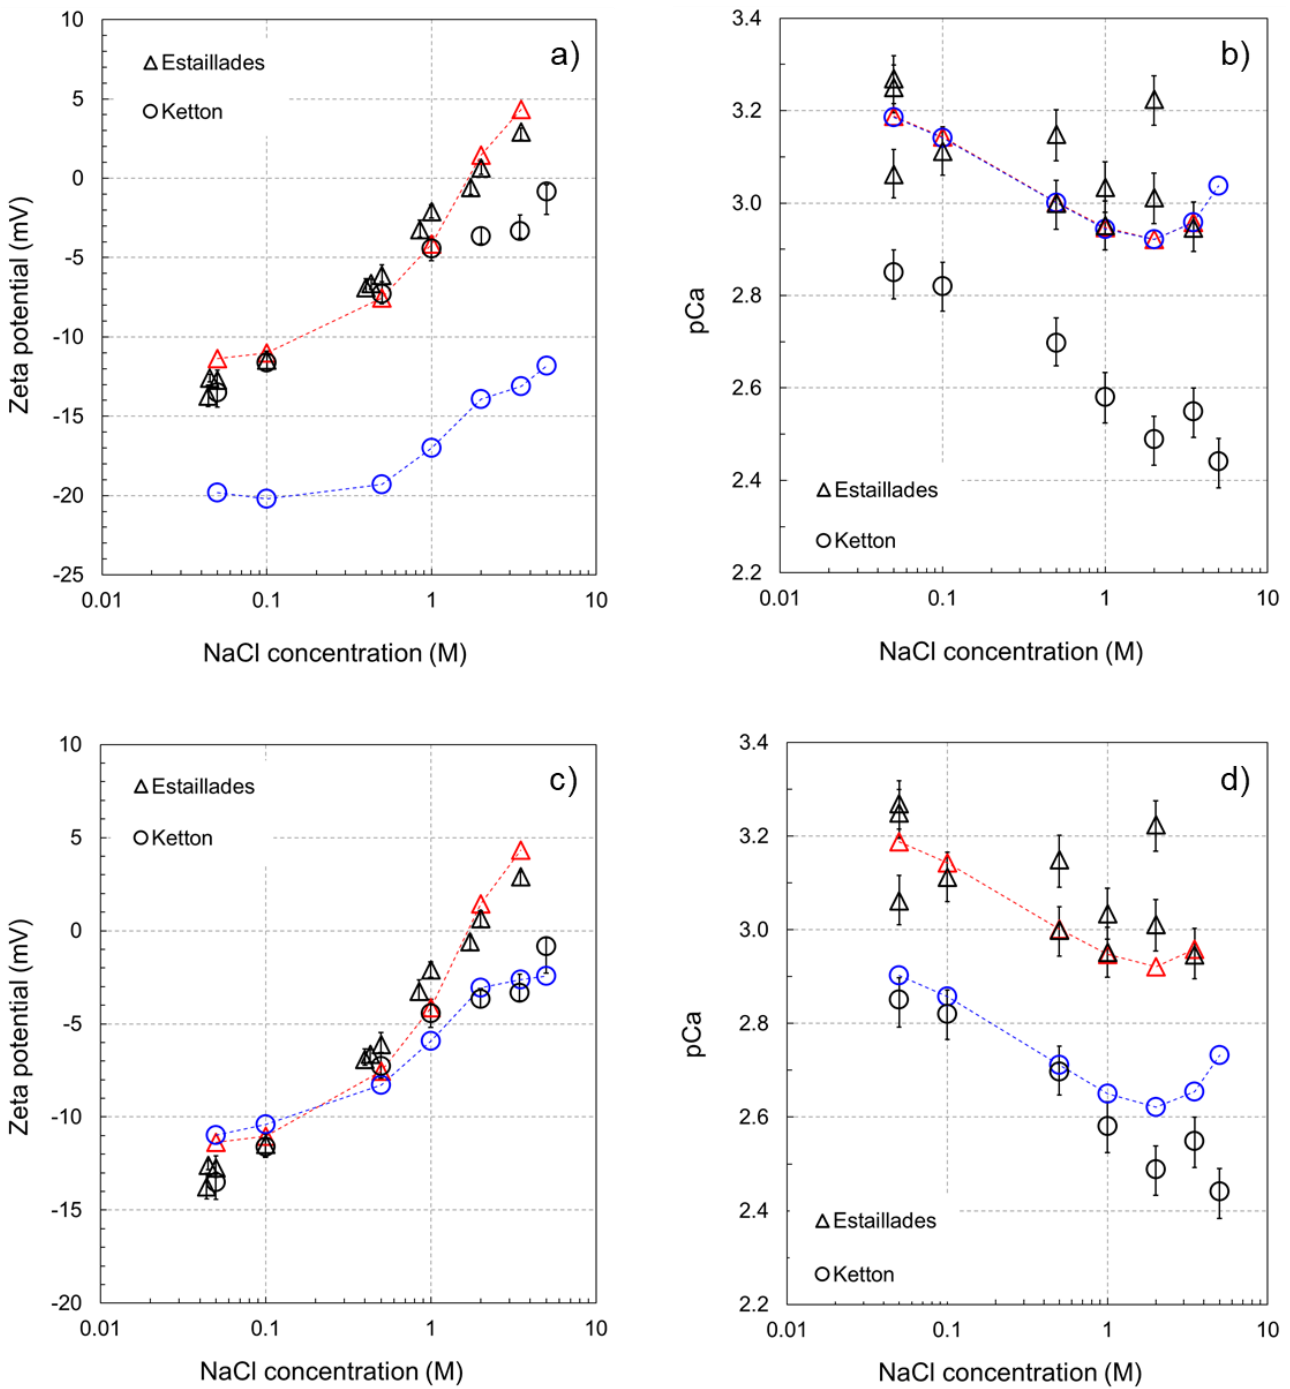 a)
10
5
0
-5
-10
-15
-20
-25
Zeta potential (mV)
Estaillades
Ketton
0.01
0.1
1
10
NaCl concentration (M)
b)
3.4
3.2
3.0
2.8
2.6
2.4
2.2
pCa
Estaillades
Ketton
0.01
0.1
1
10
NaCl concentration (M)
c)
10
5
0
-5
-10
-15
-20
Zeta potential (mV)
Estaillades
Ketton
0.01
0.1
1
10
NaCl concentration (M)
d)
3.4
3.2
3.0
2.8
2.6
2.4
2.2
pCa
Estaillades
Ketton
0.01
0.1
1
10
NaCl concentration (M)